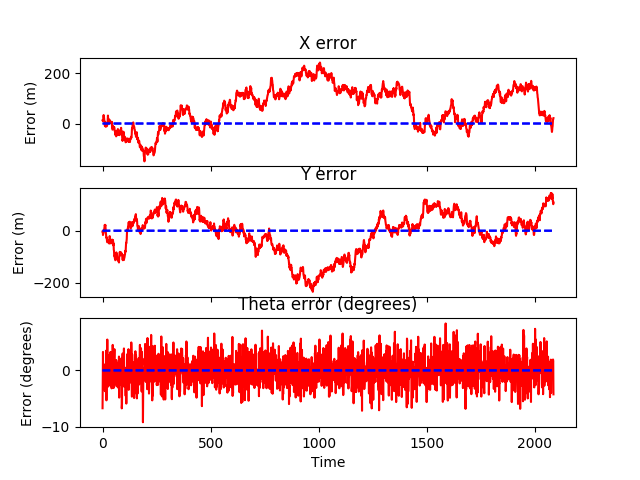 X error
200
0
Error (m)
Y error
0
−200
Error (m)
Theta error (degrees)
0
−10
Error (degrees)
0 500 1000 1500 2000
Time